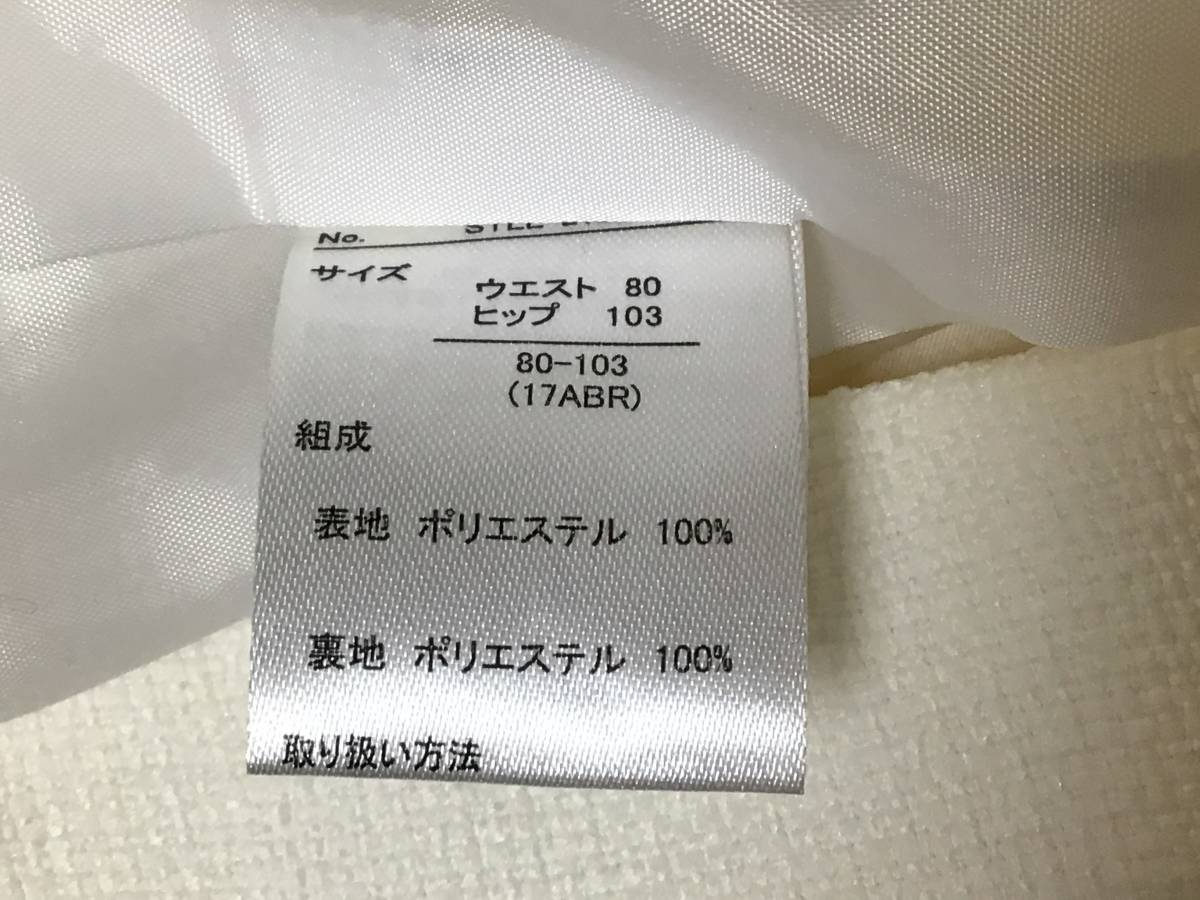 No.
サイズ
ウエスト 80
ヒップ 103
80-103
(17ABR)
組成
表地 ポリエステル 100%
裏地 ポリエステル 100%
取り扱い方法